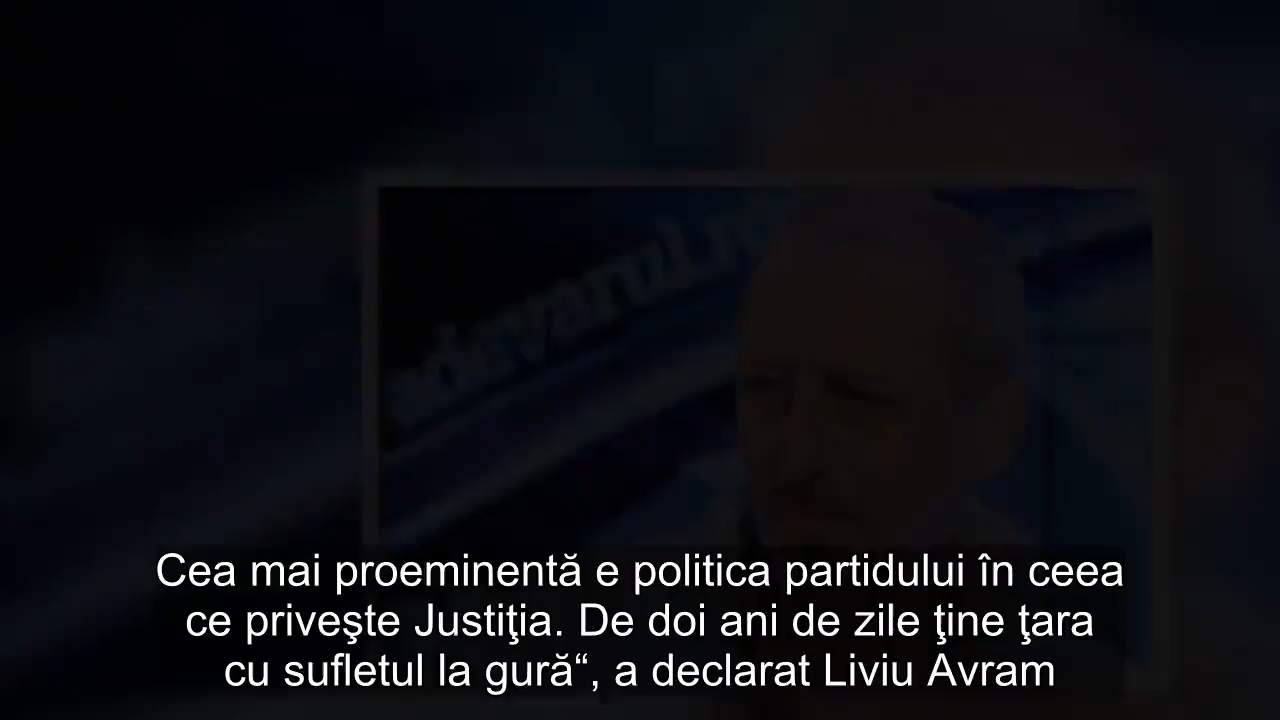 adevarul.r
Cea mai proeminentă e politica partidului în ceea
ce priveşte Justiţia. De doi ani de zile ţine ţara
cu sufletul la gură“, a declarat Liviu Avram